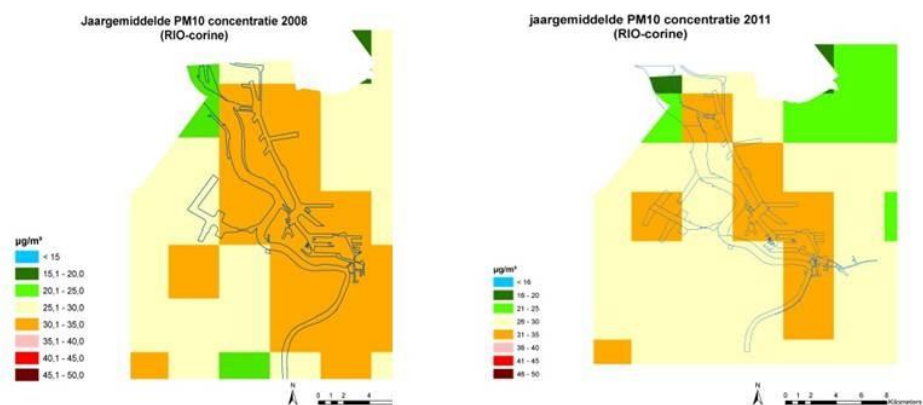 Jaargemiddelde PM10 concentratie 2008
(RIO-corine)
µg/m³
< 15
15,1 - 20,0
20,1 - 25,0
25,1 - 30,0
30,1 - 35,0
35,1 - 40,0
40,1 - 45,0
45,1 - 50,0
N
0 1 2 4
jaargemiddelde PM10 concentratie 2011
(RIO-corine)
µg/m³
< 16
16 - 20
21 - 25
26 - 30
31 - 35
36 - 40
41 - 45
46 - 50
N
0 1 2 4 6 8
Kilometers